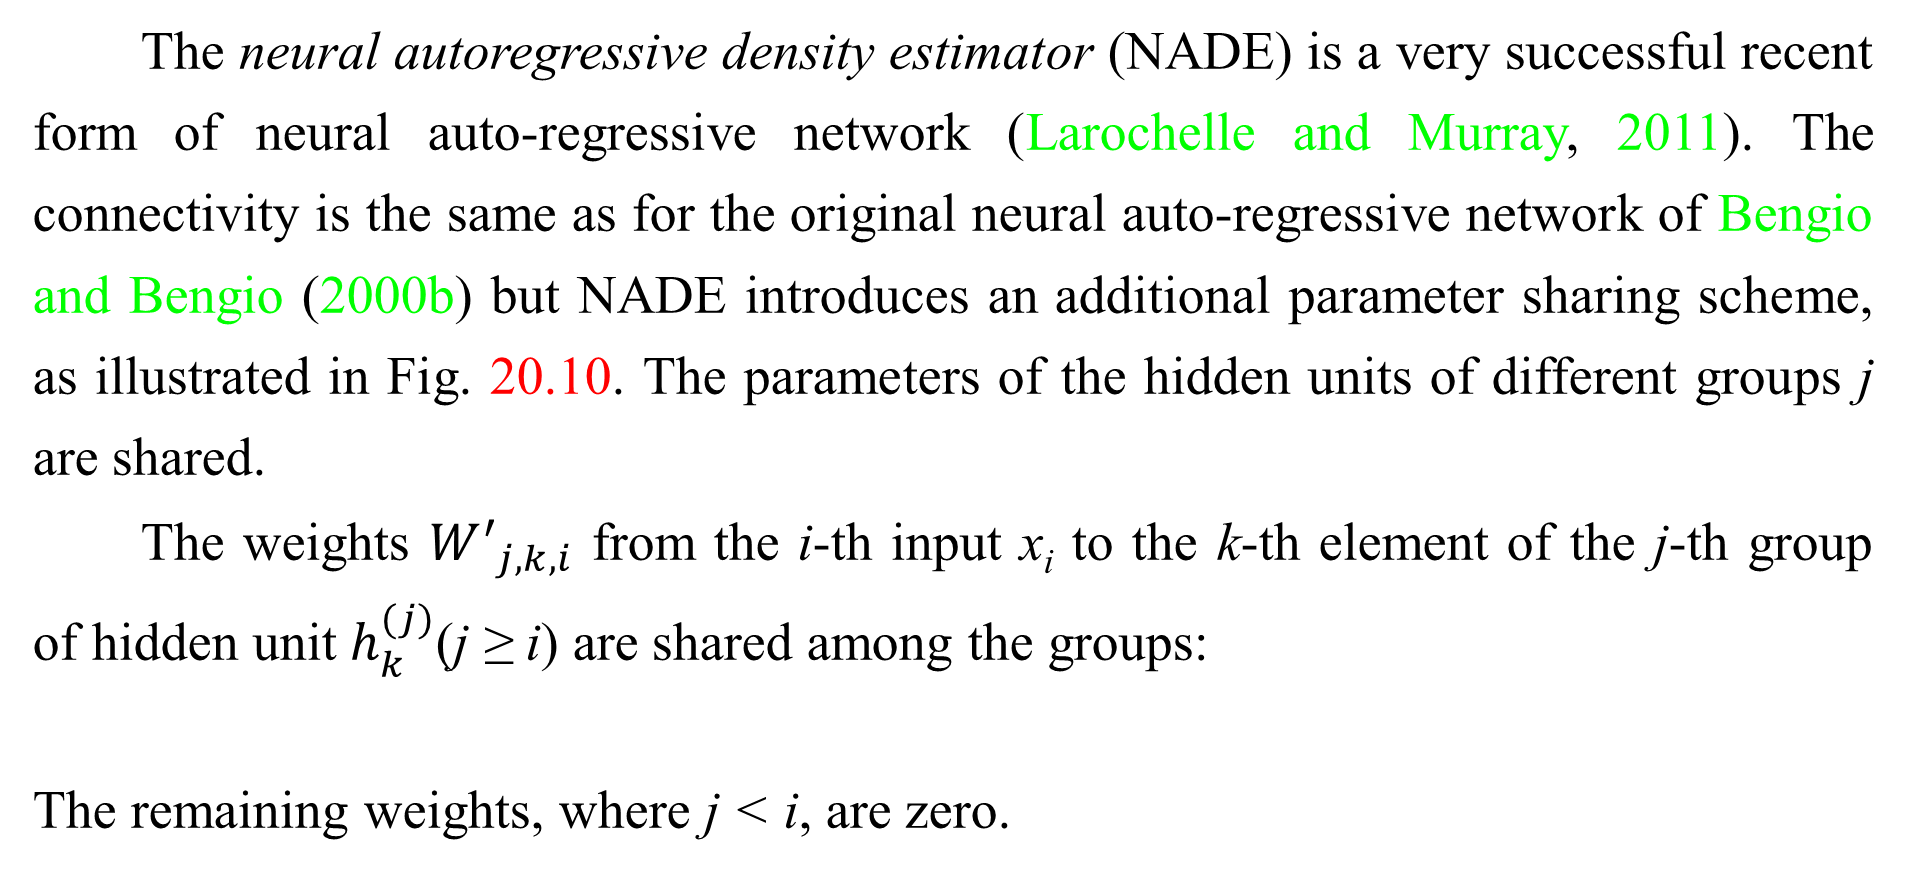 The neural autoregressive density estimator (NADE) is a very successful recent
form of neural auto-regressive network (Larochelle and Murray, 2011). The
connectivity is the same as for the original neural auto-regressive network of Bengio
and Bengio (2000b) but NADE introduces an additional parameter sharing scheme,
as illustrated in Fig. 20.10. The parameters of the hidden units of different groups j
are shared.
The weights W′_{j,k,i} from the i-th input x_i to the k-th element of the j-th group
of hidden unit h_k^{(j)}(j ≥ i) are shared among the groups:
The remaining weights, where j < i, are zero.